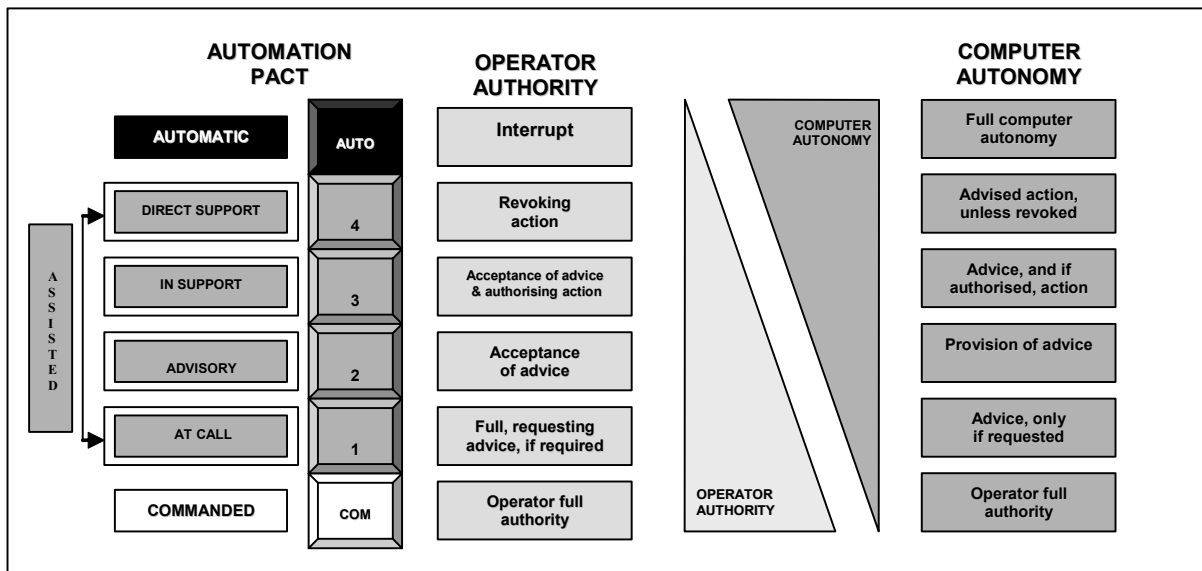 AUTOMATION
PACT
OPERATOR
AUTHORITY
COMPUTER
AUTONOMY
AUTOMATIC
AUTO
Interrupt
COMPUTER
AUTONOMY
Full computer
autonomy
DIRECT SUPPORT
4
Revoking
action
Advised action,
unless revoked
ASSISTED
IN SUPPORT
3
Acceptance of advice
& authorising action
Advice, and if
authorised, action
ADVISORY
2
Acceptance
of advice
Provision of advice
AT CALL
1
Full, requesting
advice, if required
Advice, only
if requested
COMMANDED
COM
Operator full
authority
OPERATOR
AUTHORITY
Operator full
authority